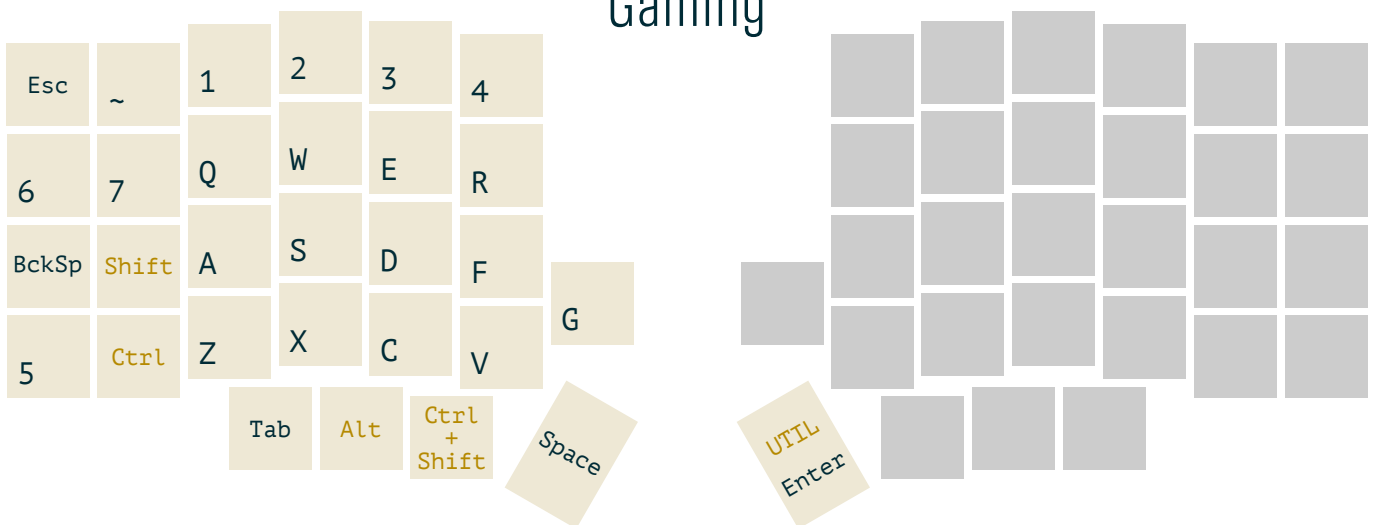 Gaming
Esc ~ 1 2 3 4
6 7 Q W E R
BckSp Shift A S D F
G
5 Ctrl Z X C V
Tab Alt Ctrl
+
Shift
Space
UTIL
Enter